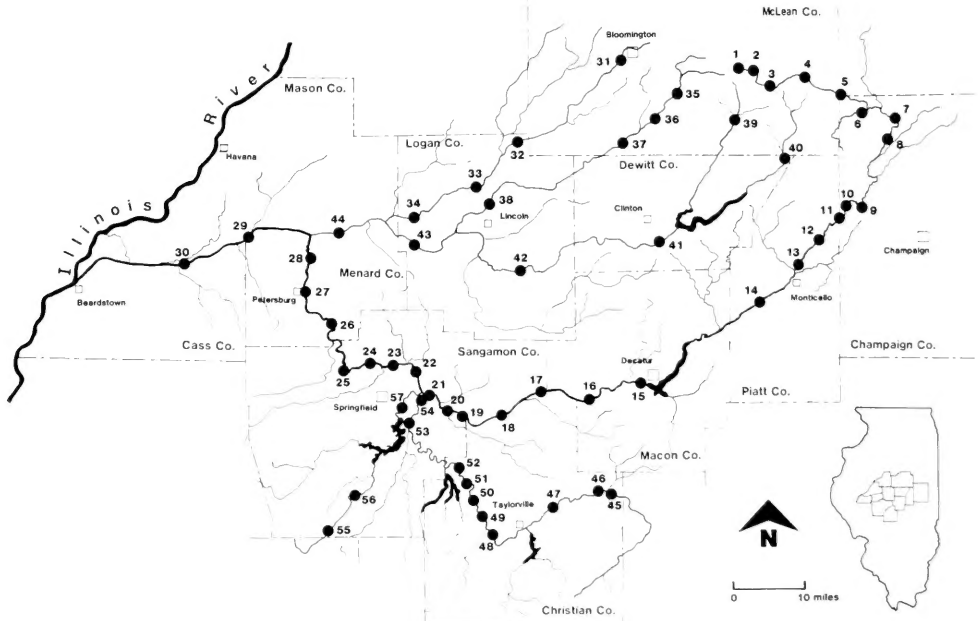 McLean Co.
Bloomington
31
1
2
3
4
5
Mason Co.
35
6
7
Illinois River
36
39
8
Havana
Logan Co.
32
37
Dewitt Co.
40
33
34
38
Lincoln
10
9
Clinton
11
29
44
43
12
Champaign
30
28
41
13
Menard Co.
42
Monticello
Beardstown
Petersburg
27
14
26
Cass Co.
Sangamon Co.
Champaign Co.
24
23
22
Decatur
25
17
16
15
Piatt Co.
21
Springfield
57
54
20
19
18
53
Macon Co.
52
51
46
56
50
Taylorville
47
45
49
55
48
N
0
10 miles
Christian Co.